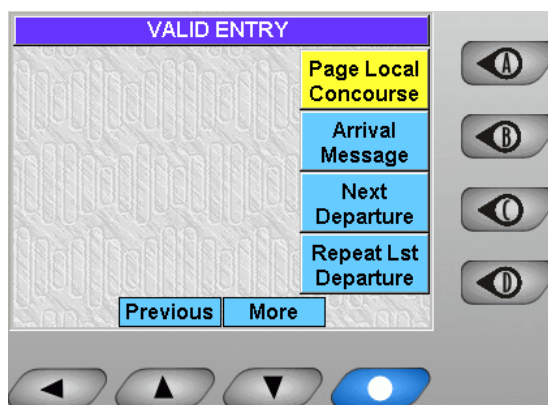 VALID ENTRY
Page Local
Concourse
Arrival
Message
Next
Departure
Repeat Lst
Departure
Previous
More
A
B
C
D